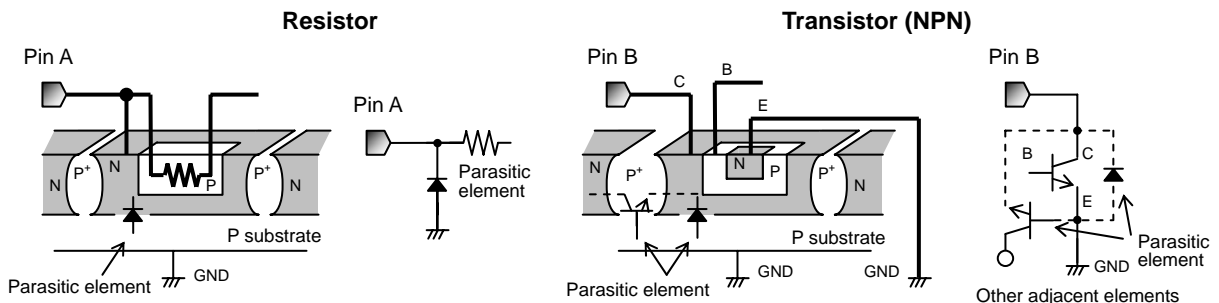 Resistor
Transistor (NPN)
Pin A
Pin A
N
P+
N
P
P+
N
Parasitic element
P substrate
GND
Parasitic
element
Pin B
C
B
E
N
P+
N
P
P+
N
P substrate
GND
GND
Parasitic element
Pin B
B
C
E
Parasitic
element
GND
Other adjacent elements